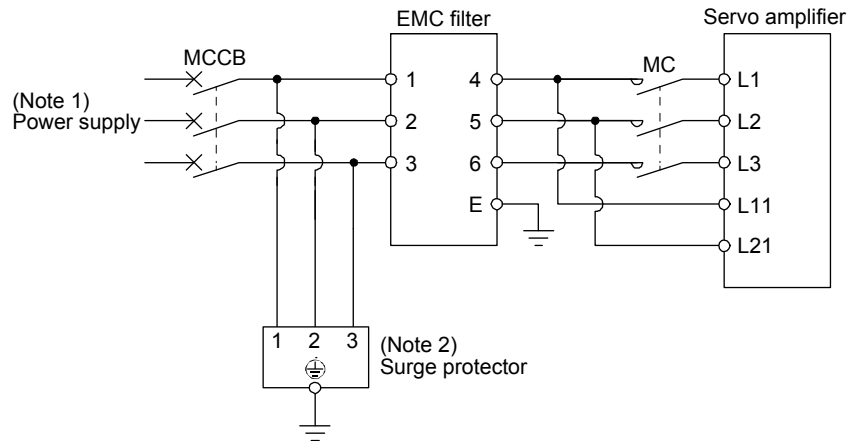 EMC filter
Servo amplifier
MCCB
MC
(Note 1)
Power supply
1
2
3
4
5
6
E
L1
L2
L3
L11
L21
1 2 3
(Note 2)
Surge protector